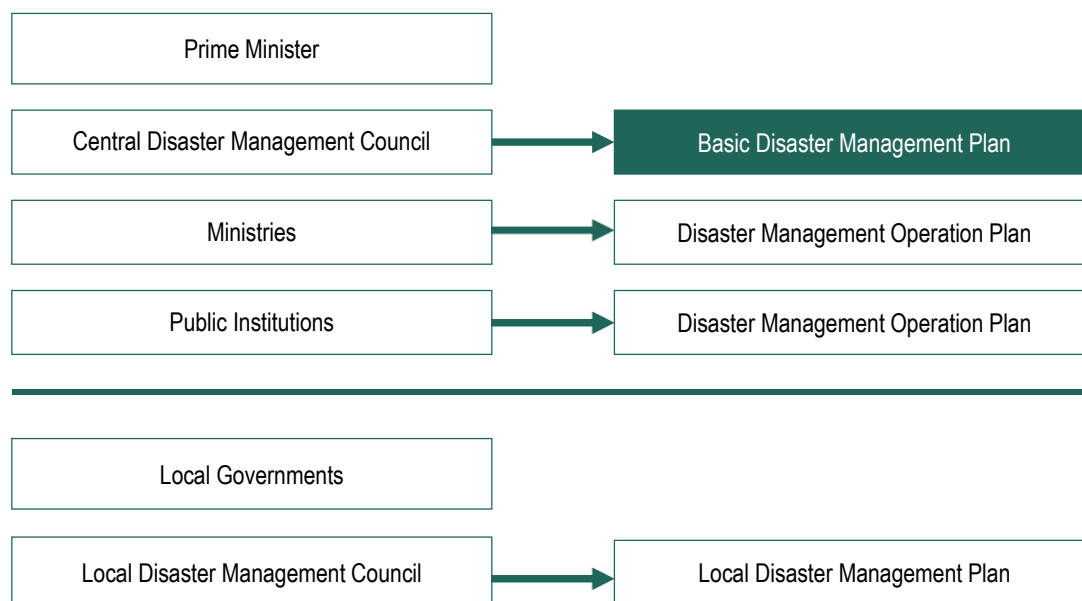 Prime Minister
Central Disaster Management Council
Basic Disaster Management Plan
Ministries
Disaster Management Operation Plan
Public Institutions
Disaster Management Operation Plan
Local Governments
Local Disaster Management Council
Local Disaster Management Plan